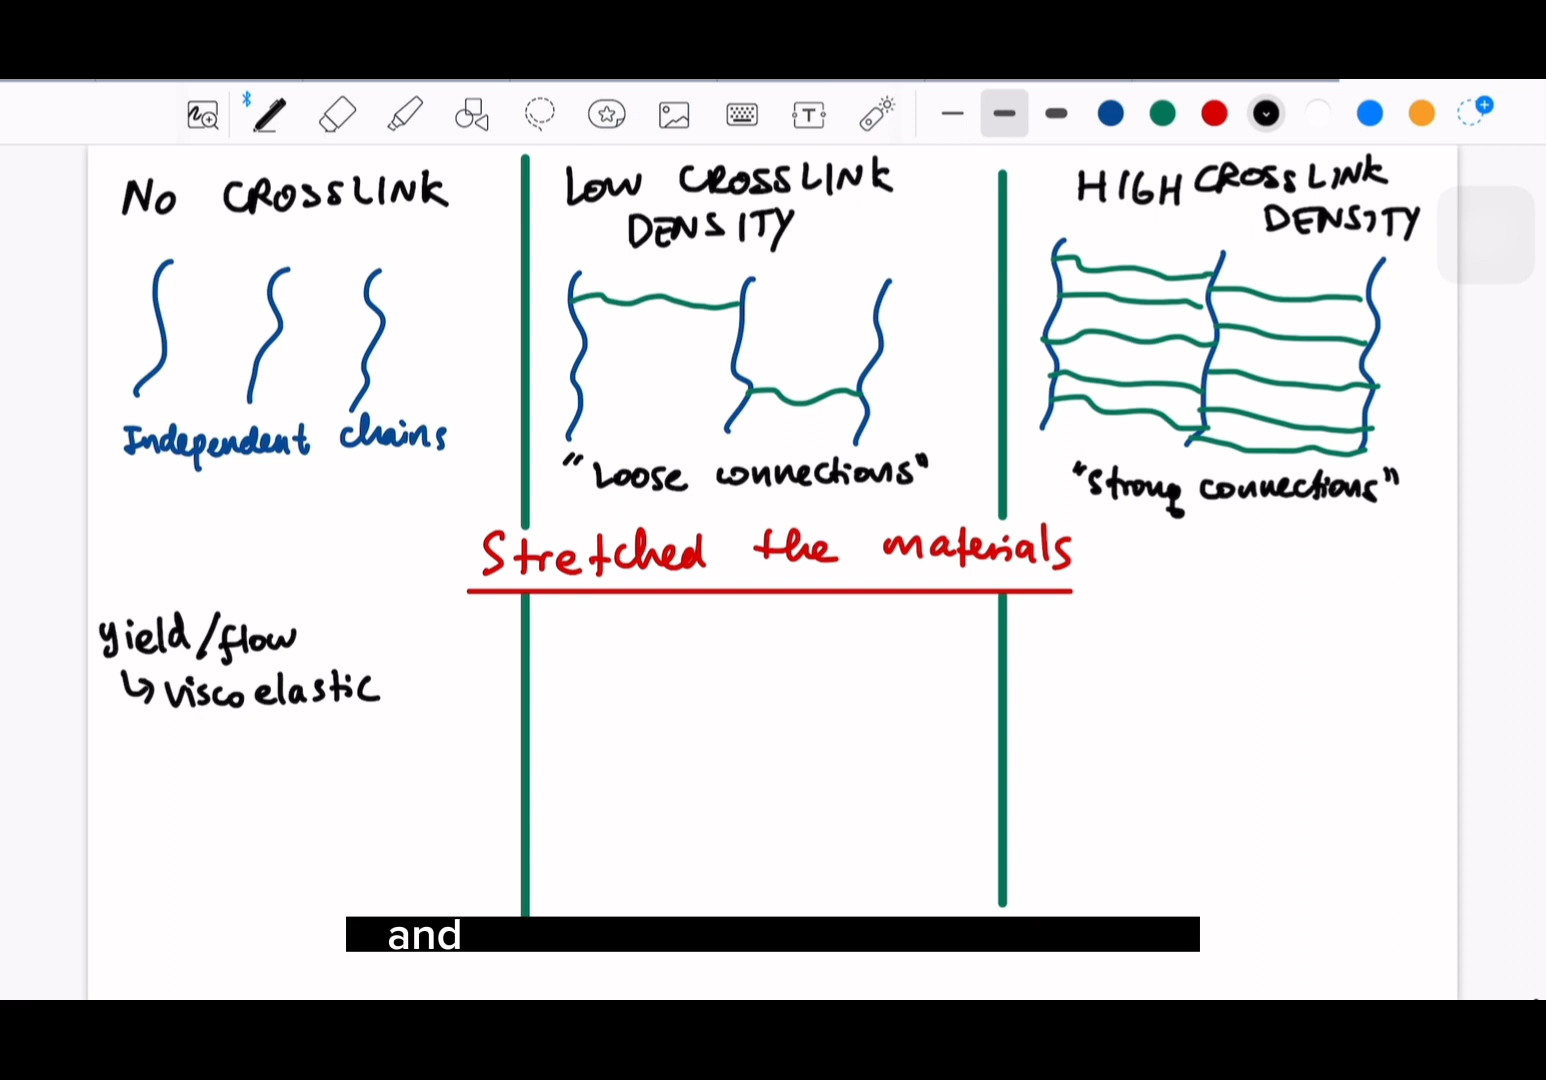 NO CROSSLINK
LOW CROSSLINK
DENSITY
HIGH CROSSLINK
DENSITY
Independent chains
"Loose connections"
"Strong connections"
Stretched the materials
yield/flow
↳ viscoelastic
and